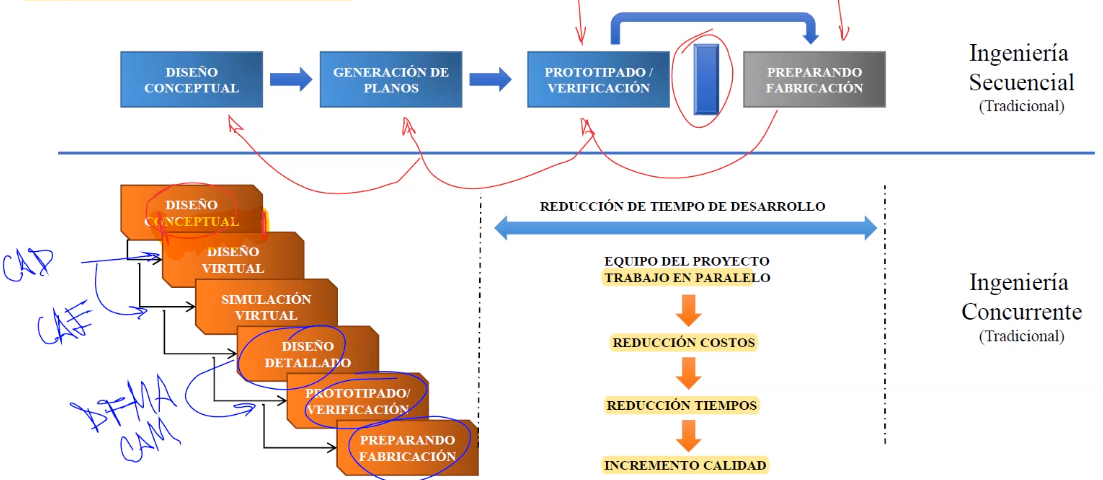 DISEÑO
CONCEPTUAL
GENERACIÓN DE
PLANOS
PROTOTIPADO /
VERIFICACIÓN
PREPARANDO
FABRICACIÓN
Ingeniería
Secuencial
(Tradicional)
DISEÑO
CONCEPTUAL
DISEÑO
VIRTUAL
SIMULACIÓN
VIRTUAL
DISEÑO
DETALLADO
PROTOTIPADO/
VERIFICACIÓN
PREPARANDO
FABRICACIÓN
CAD
CAE
DFMA
CAM
REDUCCIÓN DE TIEMPO DE DESARROLLO
EQUIPO DEL PROYECTO
TRABAJO EN PARALELO
REDUCCIÓN COSTOS
REDUCCIÓN TIEMPOS
INCREMENTO CALIDAD
Ingeniería
Concurrente
(Tradicional)